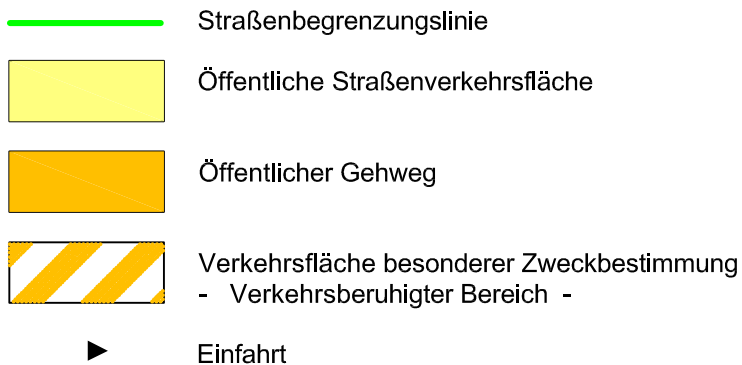 Straßenbegrenzungslinie
Öffentliche Straßenverkehrsfläche
Öffentlicher Gehweg
Verkehrsfläche besonderer Zweckbestimmung
- Verkehrsberuhigter Bereich -
Einfahrt